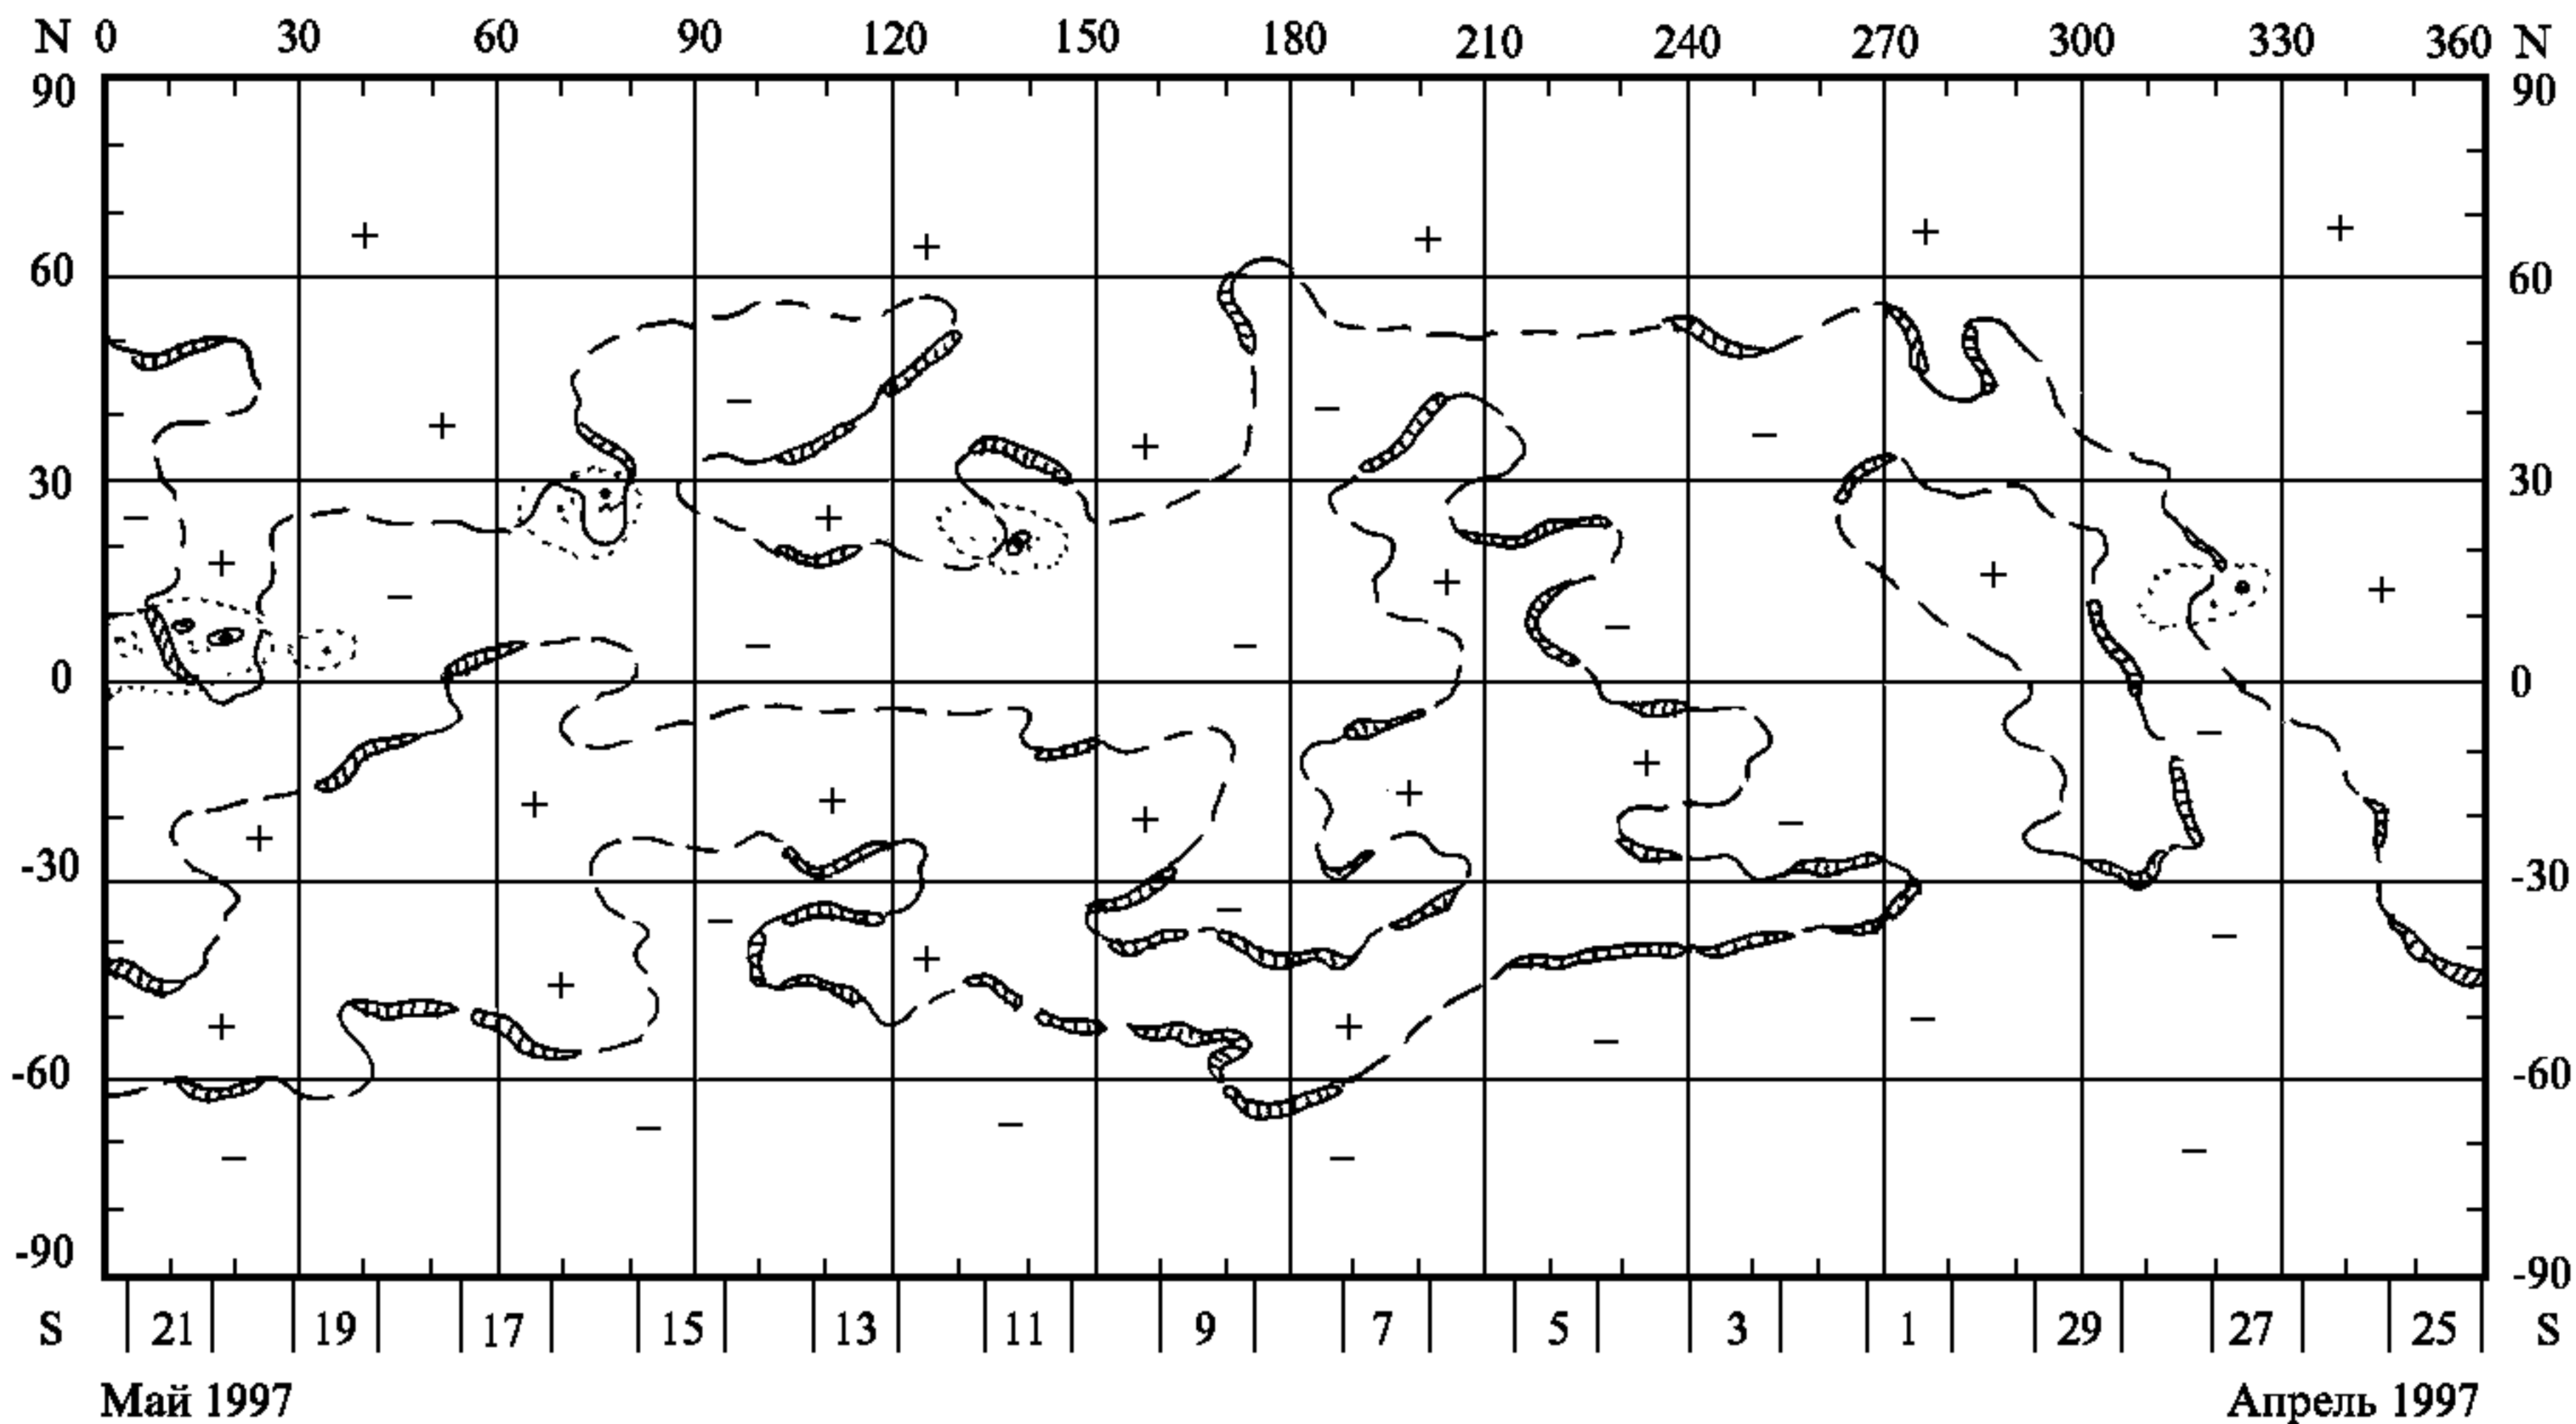 N 0 30 60 90 120 150 180 210 240 270 300 330 360 N
90 90
+ + + + +
60 60
- + - + - -
30 30
- + + + + +
- - - -
0 0
- + + + -
+ + + + -
-30 -30
- - -
+ + +
+ - -
-60 -60
- - - - -
-90 -90
S 21 19 17 15 13 11 9 7 5 3 1 29 27 25 S
Май 1997 Апрель 1997